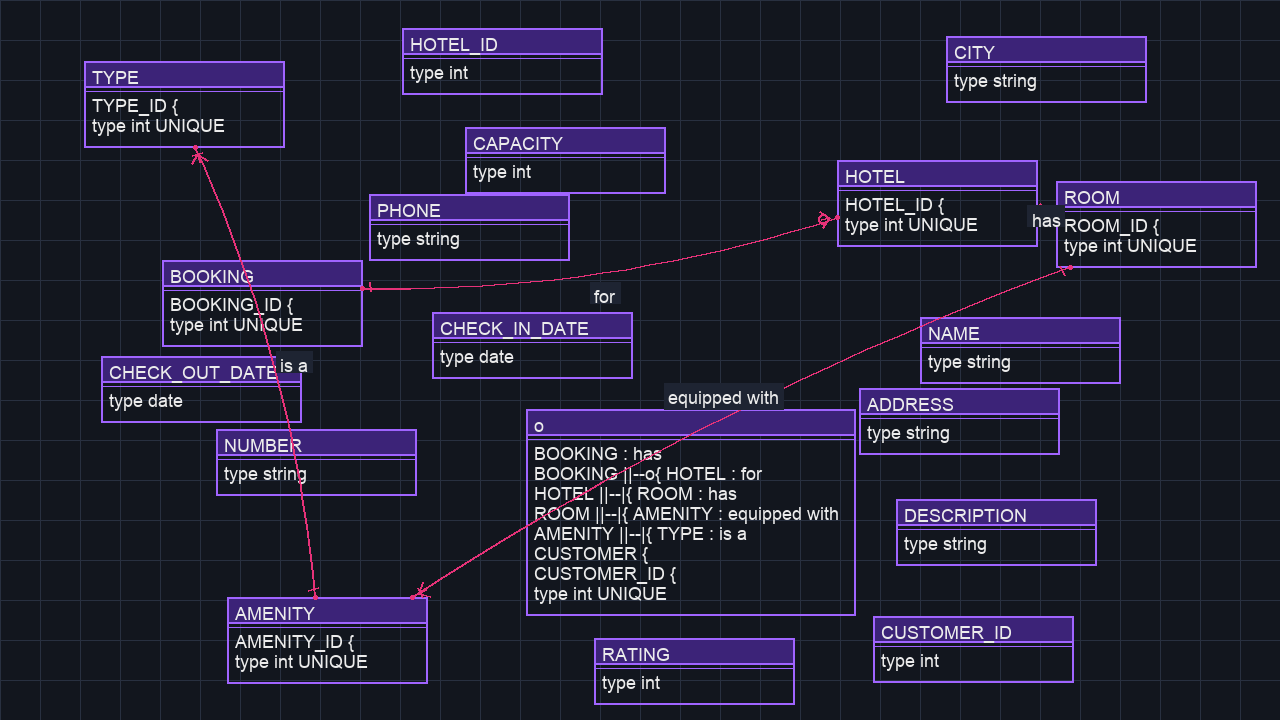 HOTEL_ID
type int
CITY
type string
TYPE
TYPE_ID {
type int UNIQUE
CAPACITY
type int
HOTEL
HOTEL_ID {
type int UNIQUE
ROOM
ROOM_ID {
type int UNIQUE
has
PHONE
type string
BOOKING
BOOKING_ID {
type int UNIQUE
for
CHECK_IN_DATE
type date
NAME
type string
CHECK_OUT_DATE
type date
is a
equipped with
ADDRESS
type string
NUMBER
type string
o
BOOKING : has
BOOKING ||--o{ HOTEL : for
HOTEL ||--|{ ROOM : has
ROOM ||--|{ AMENITY : equipped with
AMENITY ||--|{ TYPE : is a
CUSTOMER {
CUSTOMER_ID {
type int UNIQUE
DESCRIPTION
type string
AMENITY
AMENITY_ID {
type int UNIQUE
CUSTOMER_ID
type int
RATING
type int